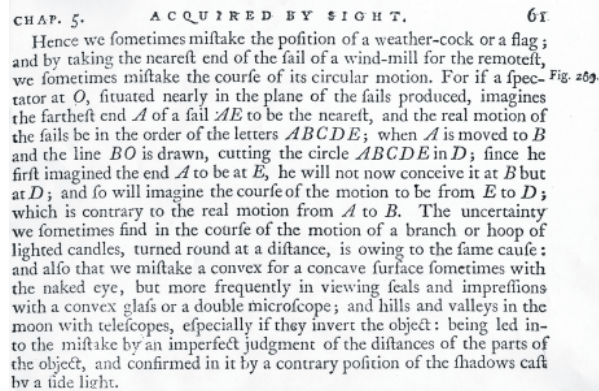 CHAP. 5. ACQUIRED BY SIGHT. 61
Hence we ſometimes miſtake the poſition of a weather-cock or a flag;
and by taking the neareſt end of the ſail of a wind-mill for the remoteſt,
we ſometimes miſtake the courſe of its circular motion. For if a ſpec- Fig. 269.
tator at O, ſituated nearly in the plane of the ſails produced, imagines
the fartheſt end A of a ſail AE to be the neareſt, and the real motion of
the ſails be in the order of the letters ABCDE; when A is moved to B
and the line BO is drawn, cutting the circle ABCDE in D; ſince he
firſt imagined the end A to be at E, he will not now conceive it at B but
at D; and ſo will imagine the courſe of the motion to be from E to D;
which is contrary to the real motion from A to B. The uncertainty
we ſometimes find in the courſe of the motion of a branch or hoop of
lighted candles, turned round at a diſtance, is owing to the ſame cauſe:
and alſo that we miſtake a convex for a concave ſurface ſometimes with
the naked eye, but more frequently in viewing ſeals and impreſſions
with a convex glaſs or a double microſcope; and hills and valleys in the
moon with teleſcopes, eſpecially if they invert the object: being led in-
to the miſtake by an imperfect judgment of the diſtances of the parts of
the object, and confirmed in it by a contrary poſition of the ſhadows caſt
by a ſide light.